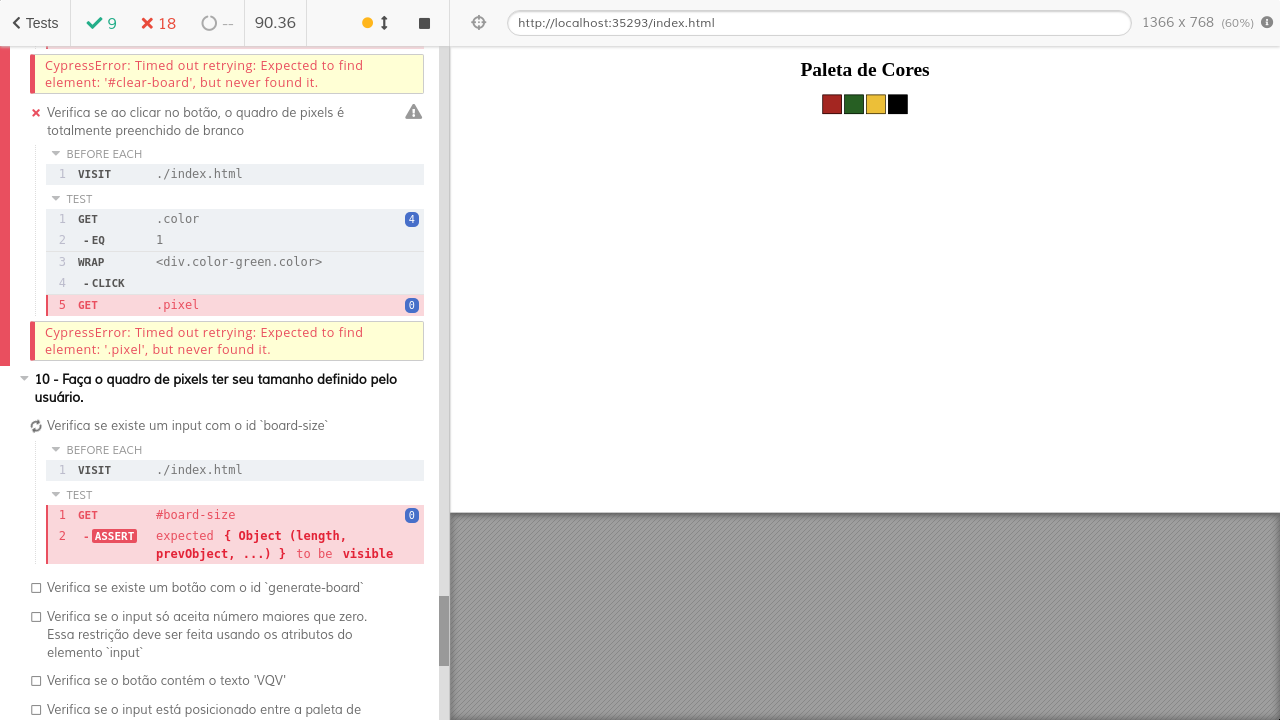 Tests 9 18 -- 90.36 http://localhost:35293/index.html 1366 x 768 (60%)
CypressError: Timed out retrying: Expected to find
element: '#clear-board', but never found it.
Verifica se ao clicar no botão, o quadro de pixels é
totalmente preenchido de branco
BEFORE EACH
1 VISIT ./index.html
TEST
1 GET .color 4
2 -EQ 1
3 WRAP <div.color-green.color>
4 -CLICK
5 GET .pixel 0
CypressError: Timed out retrying: Expected to find
element: '.pixel', but never found it.
10 - Faça o quadro de pixels ter seu tamanho definido pelo
usuário.
Verifica se existe um input com o id `board-size`
BEFORE EACH
1 VISIT ./index.html
TEST
1 GET #board-size 0
2 -ASSERT expected { Object (length,
prevObject, ...) } to be visible
Verifica se existe um botão com o id `generate-board`
Verifica se o input só aceita número maiores que zero.
Essa restrição deve ser feita usando os atributos do
elemento `input`
Verifica se o botão contém o texto 'VQV'
Verifica se o input está posicionado entre a paleta de
Paleta de Cores